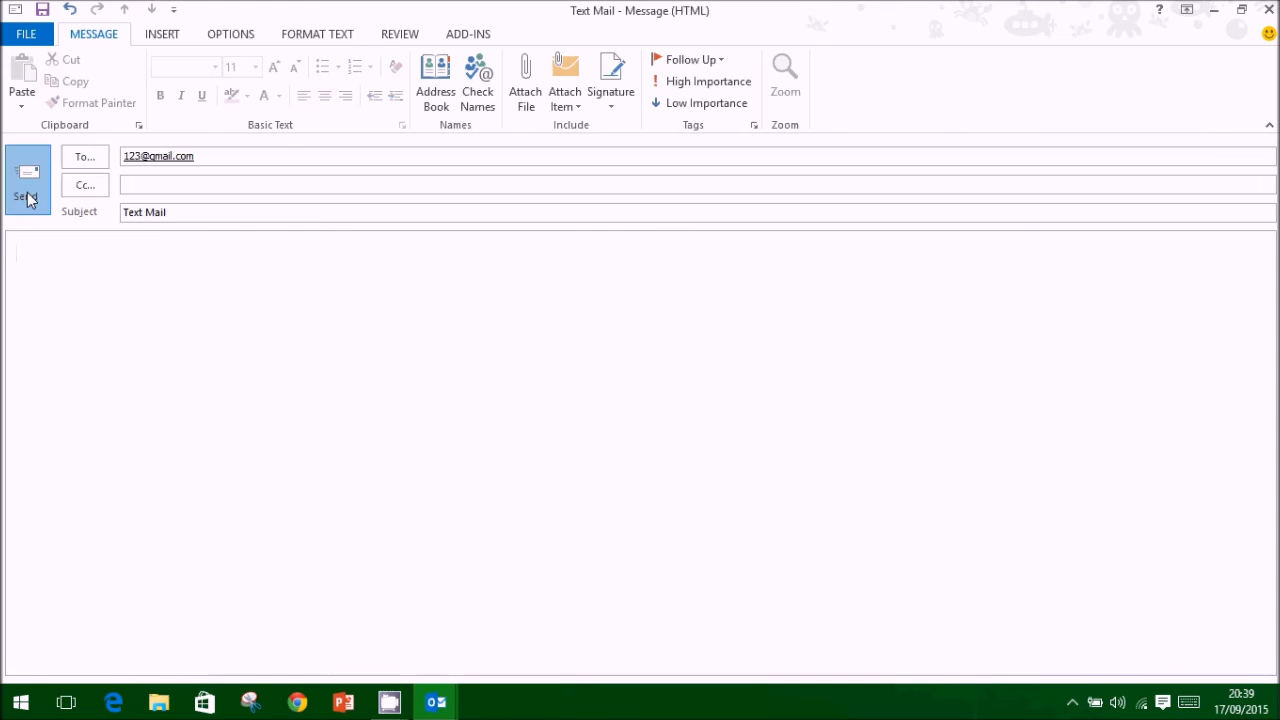 Text Mail - Message (HTML)
?
FILE
MESSAGE
INSERT
OPTIONS
FORMAT TEXT
REVIEW
ADD-INS
Paste
Cut
Copy
Format Painter
Clipboard
11
A A
B I U abc A
Basic Text
Address Book
Check Names
Names
Attach File
Attach Item
Signature
Include
Follow Up
High Importance
Low Importance
Tags
Zoom
Zoom
Send
To... 123@gmail.com
Cc...
Subject Text Mail
20:39
17/09/2015